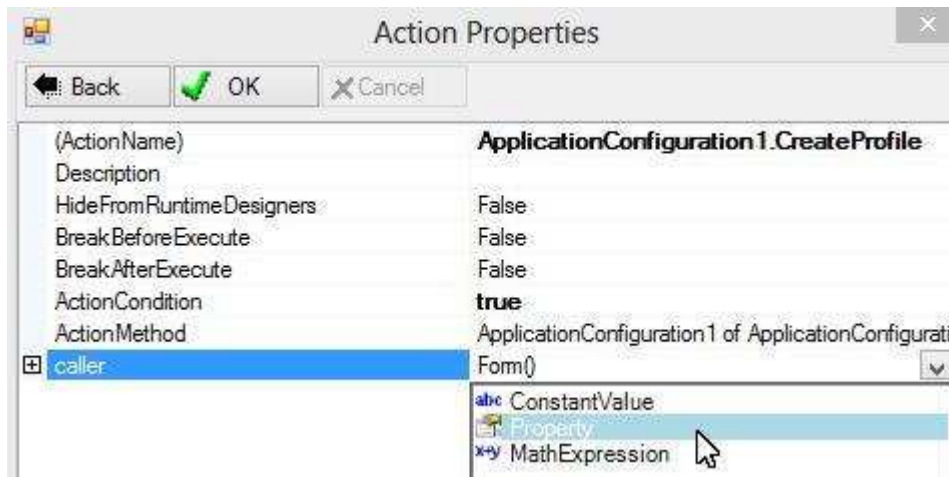 Action Properties
Back OK Cancel
(ActionName) ApplicationConfiguration1.CreateProfile
Description
HideFromRuntimeDesigners False
BreakBeforeExecute False
BreakAfterExecute False
ActionCondition true
ActionMethod ApplicationConfiguration1 of ApplicationConfigurati
caller Form()
abc ConstantValue
Property
x+y MathExpression